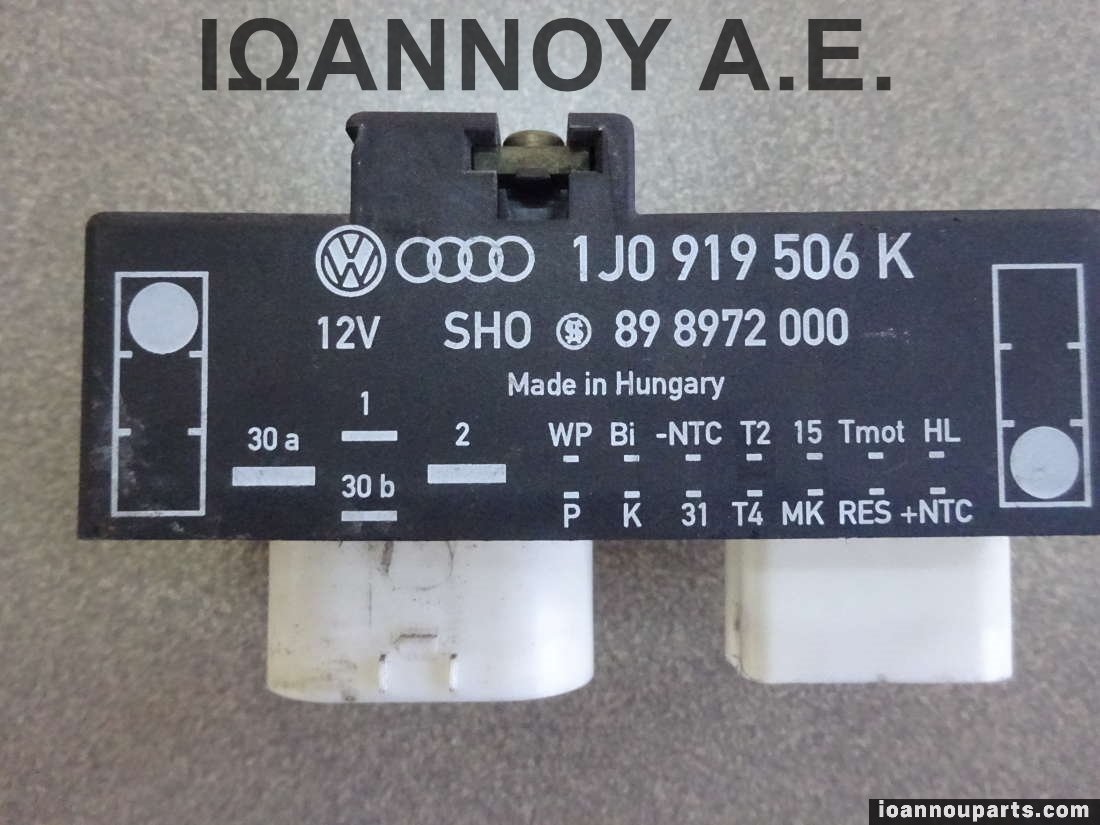 ΙΩΑΝΝΟΥ Α.Ε.
1J0 919 506 K
12V SHO 89 8972 000
Made in Hungary
30 a 1 2 WP Bi -NTC T2 15 Tmot HL
30 b P K 31 T4 MK RES +NTC
ioannouparts.com